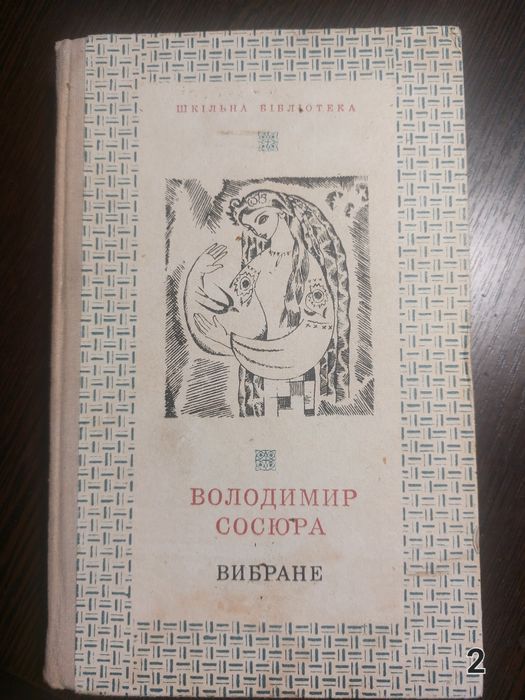 ШКІЛЬНА БІБЛІОТЕКА
ВОЛОДИМИР
СОСЮРА
ВИБРАНЕ
2